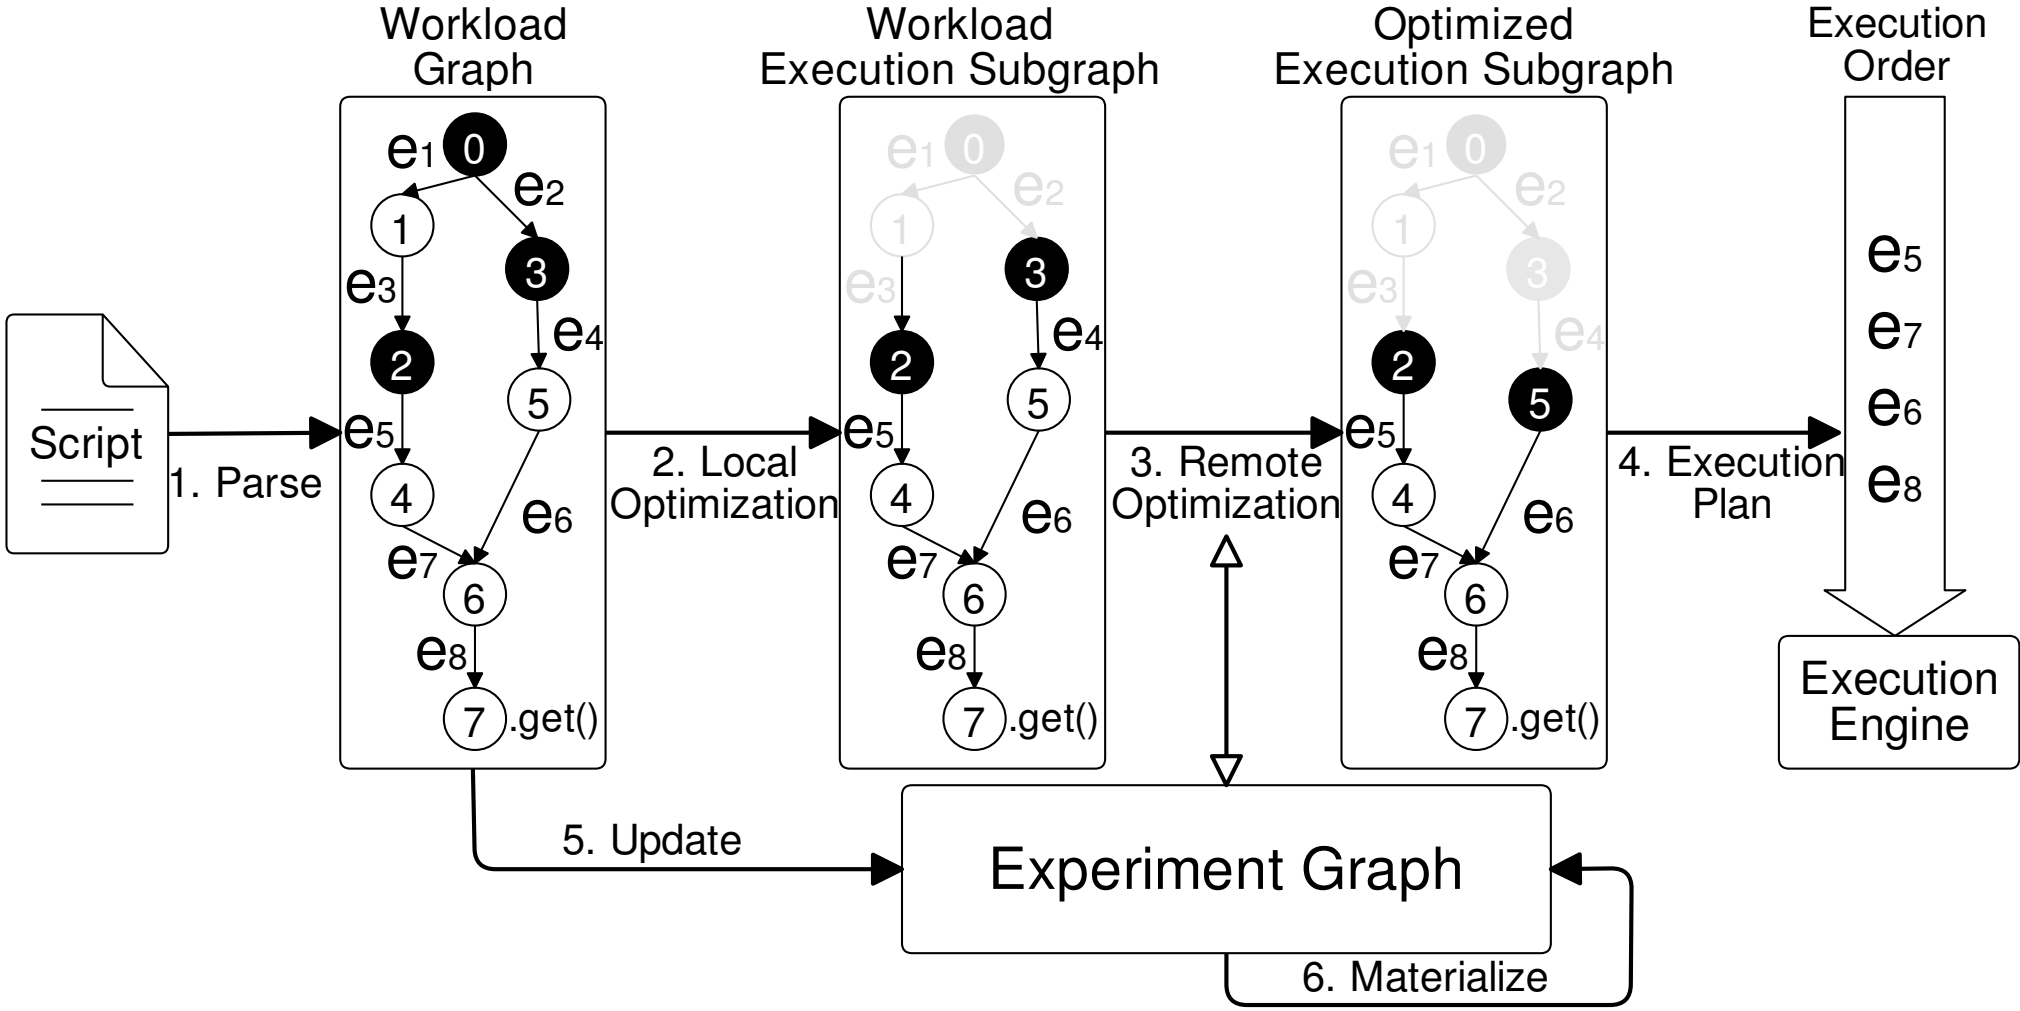 Workload
Graph
Workload
Execution Subgraph
Optimized
Execution Subgraph
Execution
Order
Script
1. Parse
e1
0
e2
1
3
e3
e4
2
5
e5
4
e6
e7
6
e8
7
.get()
2. Local
Optimization
e1
0
e2
1
3
e3
e4
2
5
e5
4
e6
e7
6
e8
7
.get()
3. Remote
Optimization
e1
0
e2
1
3
e3
e4
2
5
e5
4
e6
e7
6
e8
7
.get()
4. Execution
Plan
e5
e7
e6
e8
Execution
Engine
5. Update
Experiment Graph
6. Materialize